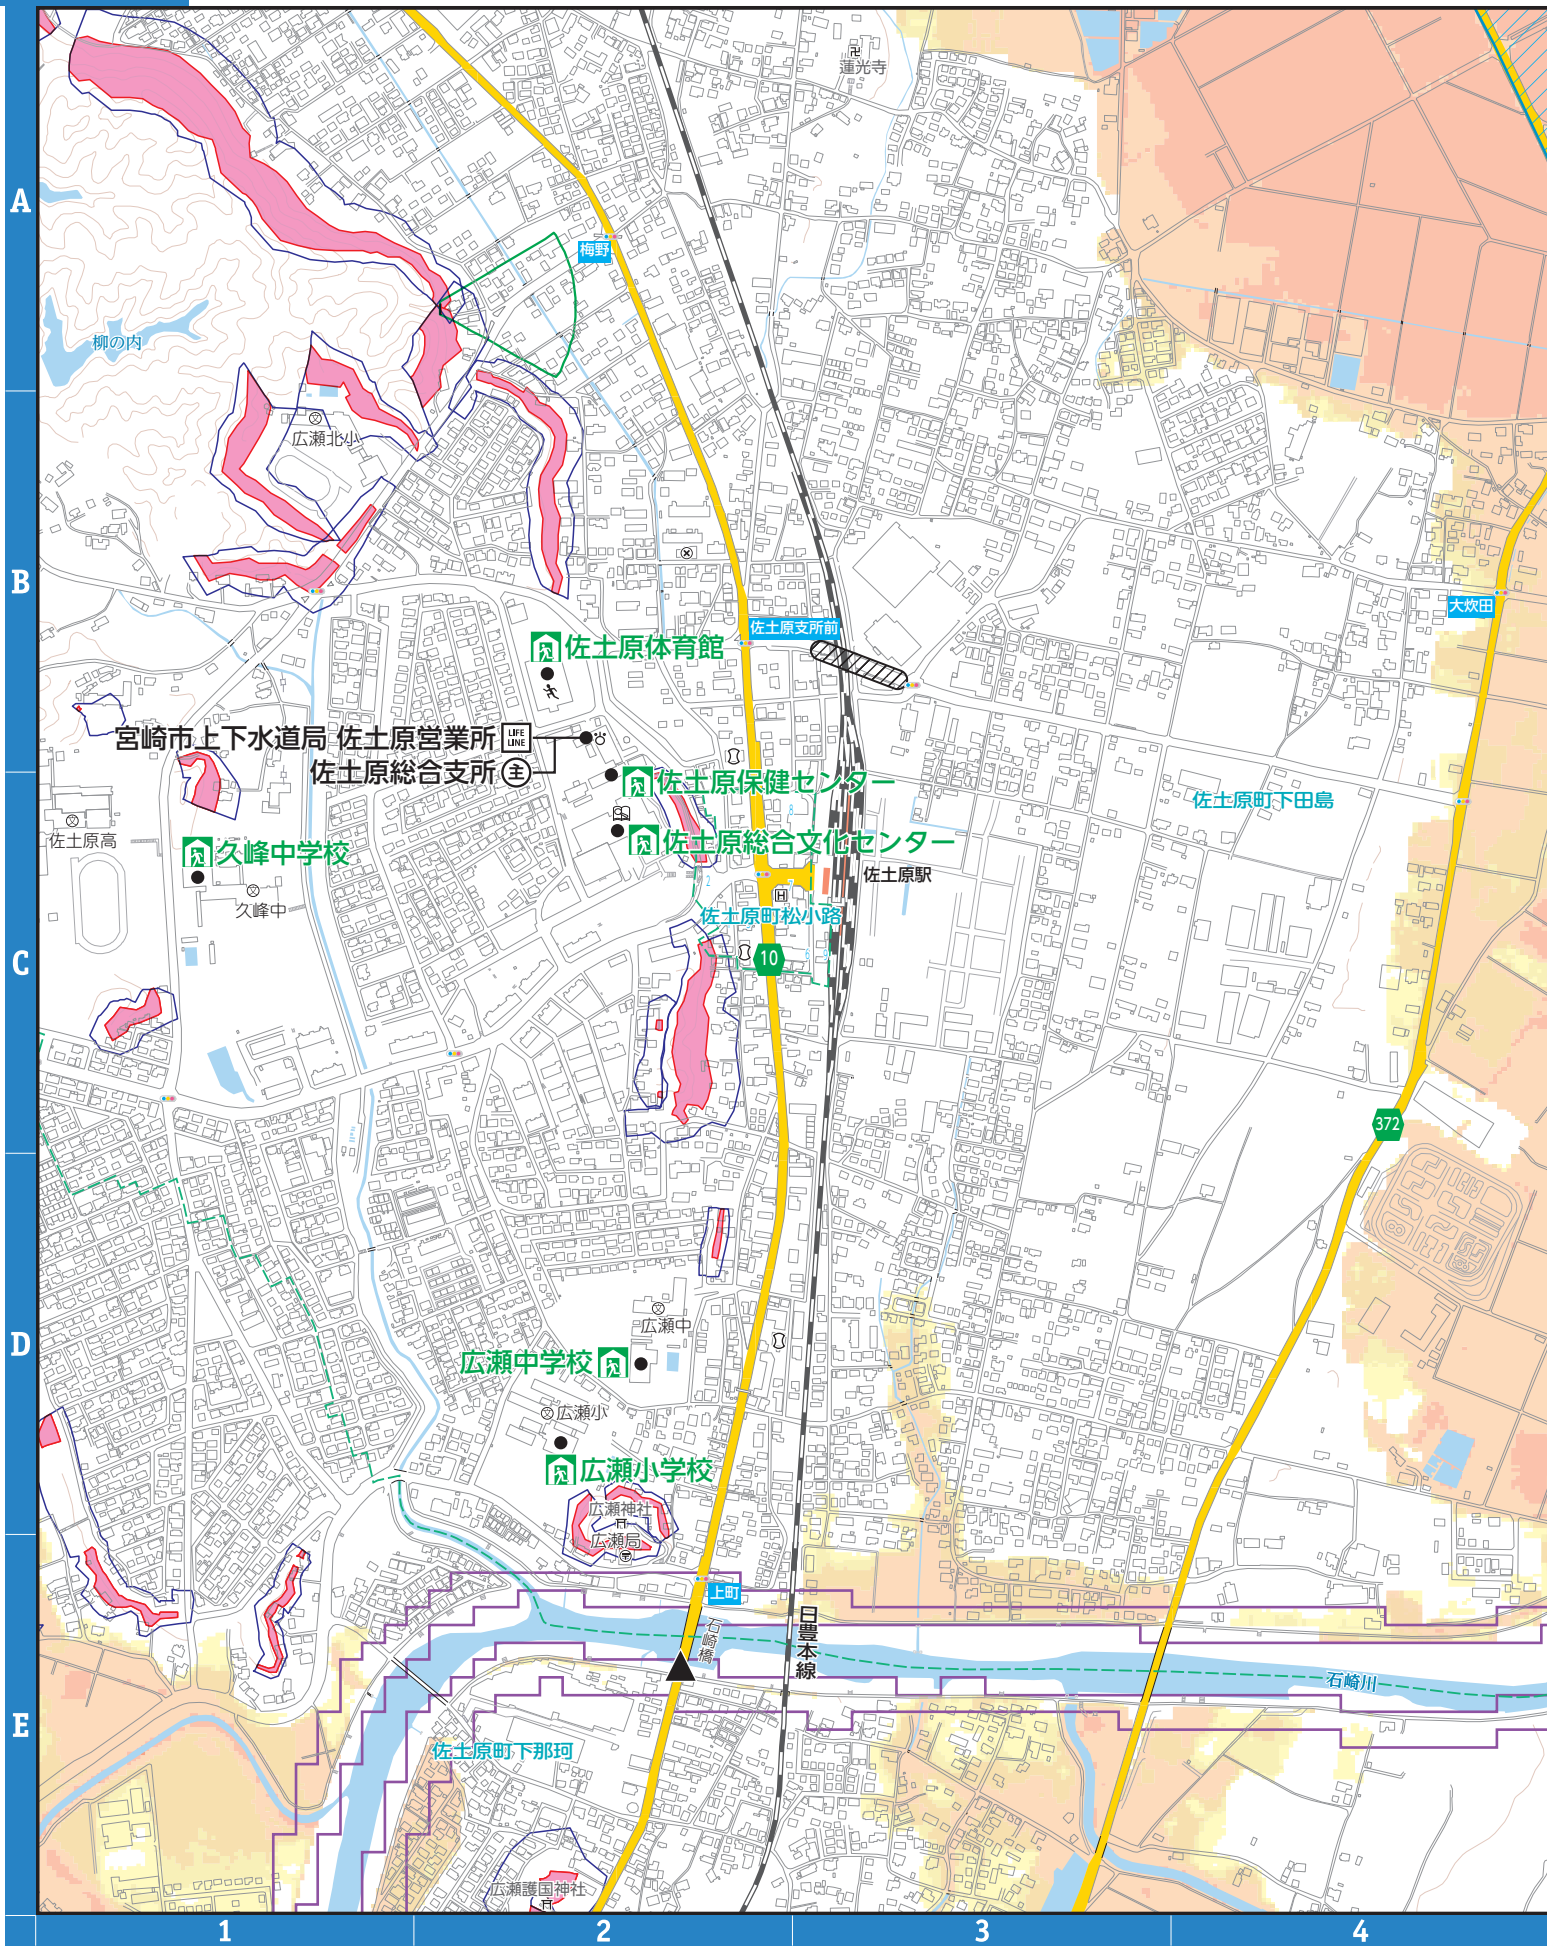 蓮光寺
A
梅野
柳の内
広瀬北小
B
大炊田
佐土原支所前
佐土原体育館
宮崎市上下水道局 佐土原営業所
LIFE LINE
佐土原総合支所
主
佐土原保健センター
8
佐土原町下田島
佐土原高
佐土原総合文化センター
久峰中学校
佐土原駅
2
7
H
久峰中
佐土原町松小路
C
10
6
9
372
D
広瀬中
広瀬中学校
広瀬小
広瀬小学校
広瀬神社
広瀬局
上町
石崎橋
日豊本線
石崎川
E
佐土原町下那珂
広瀬護国神社
1
2
3
4